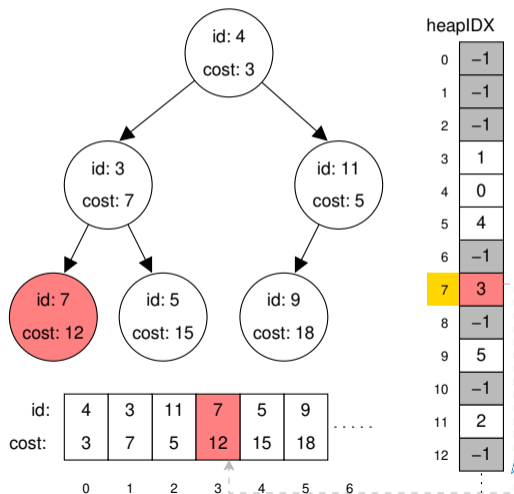 id: 4
cost: 3
id: 3
cost: 7
id: 11
cost: 5
id: 7
cost: 12
id: 5
cost: 15
id: 9
cost: 18
id: 4 3 11 7 5 9 .....
cost: 3 7 5 12 15 18
0 1 2 3 4 5 6
heapIDX
0 −1
1 −1
2 −1
3 1
4 0
5 4
6 −1
7 3
8 −1
9 5
10 −1
11 2
12 −1